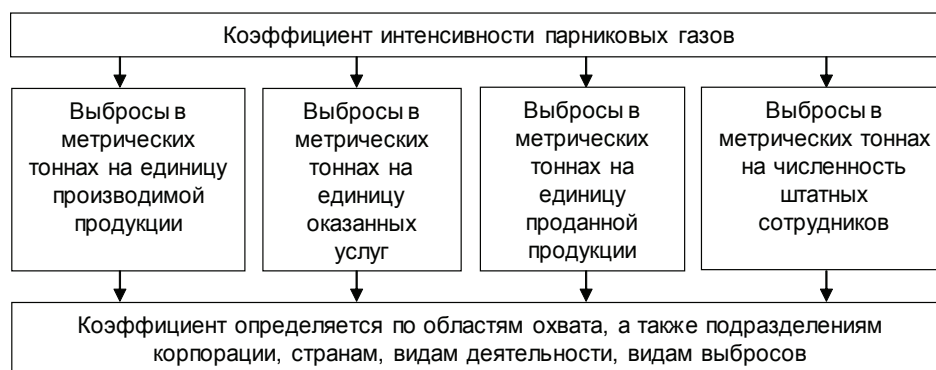 Коэффициент интенсивности парниковых газов
Выбросы в
метрических
тоннах на единицу
производимой
продукции
Выбросы в
метрических
тоннах на
единицу
оказанных
услуг
Выбросы в
метрических
тоннах на
единицу
проданной
продукции
Выбросы в
метрических тоннах
на численность
штатных
сотрудников
Коэффициент определяется по областям охвата, а также подразделениям
корпорации, странам, видам деятельности, видам выбросов